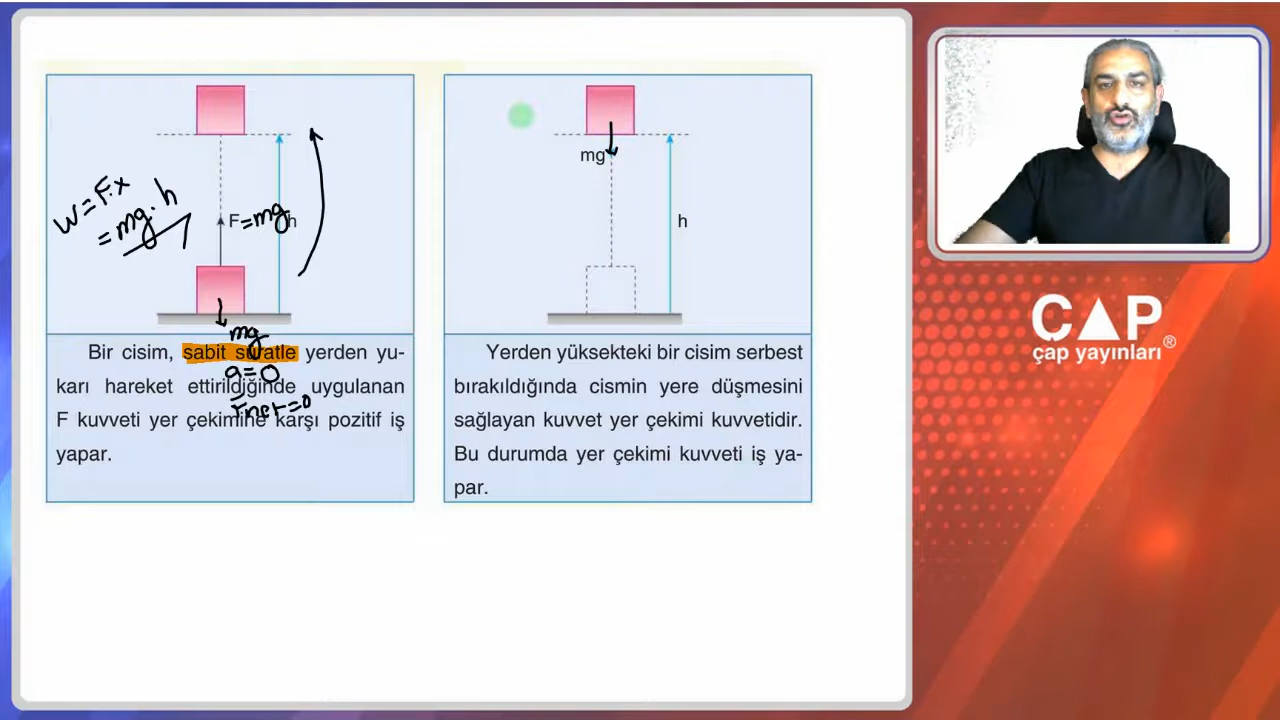 W = F.x
= mg.h
F = mg
h
mg
a = 0
Fnet = 0
Bir cisim, sabit süratle yerden yu-
karı hareket ettirildiğinde uygulanan
F kuvveti yer çekimine karşı pozitif iş
yapar.
mg
h
Yerden yüksekteki bir cisim serbest
bırakıldığında cismin yere düşmesini
sağlayan kuvvet yer çekimi kuvvetidir.
Bu durumda yer çekimi kuvveti iş ya-
par.
ÇAP
çap yayınları®